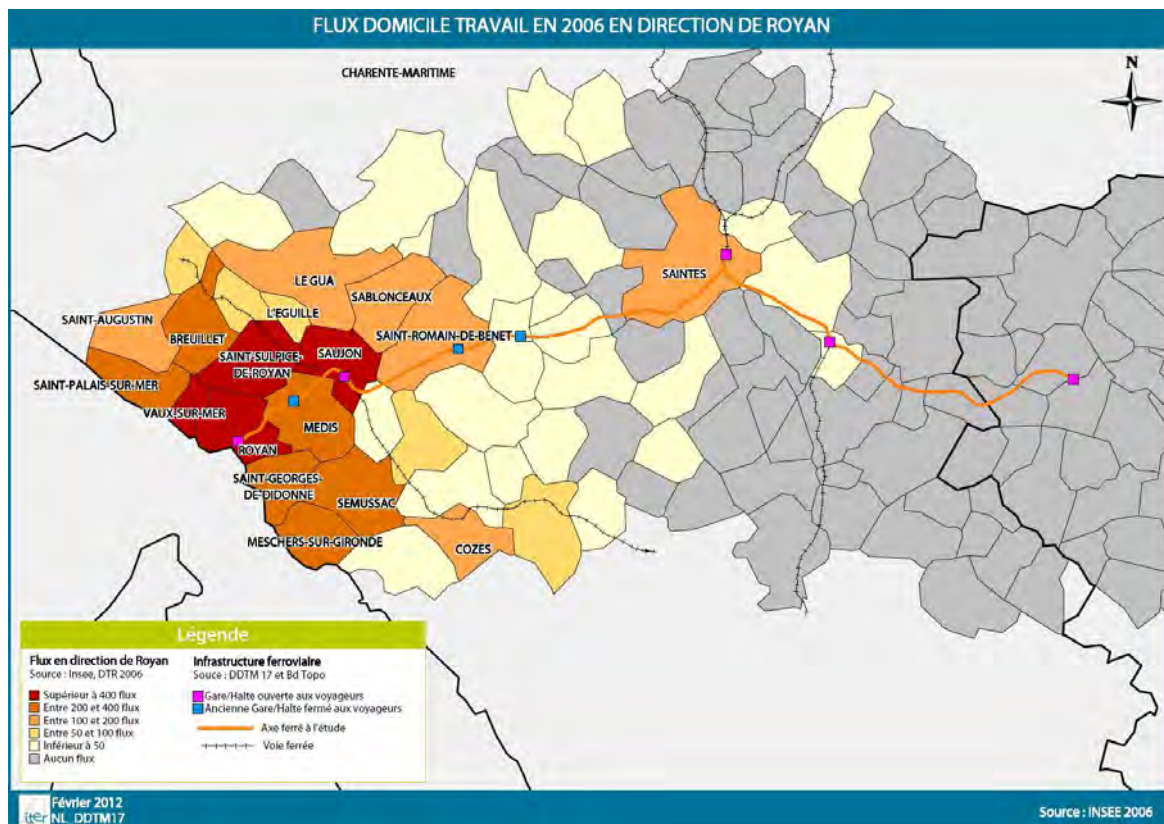 FLUX DOMICILE TRAVAIL EN 2006 EN DIRECTION DE ROYAN
CHARENTE-MARITIME
N
LE GUA
SABLONCEAUX
SAINTES
L'EGUILLE
SAINT-AUGUSTIN
BREUILLET
SAINT-ROMAIN-DE-BENET
SAINT-SULPICE-
DE-ROYAN
SAUJON
SAINT-PALAIS-SUR-MER
VAUX-SUR-MER
MEDIS
ROYAN
SAINT-GEORGES-
DE-DIDONNE
SEMUSSAC
MESCHERS-SUR-GIRONDE
COZES
Légende
Flux en direction de Royan
Source : Insee, DTR 2006
Supérieur à 400 flux
Entre 200 et 400 flux
Entre 100 et 200 flux
Entre 50 et 100 flux
Inférieur à 50
Aucun flux
Infrastructure ferroviaire
Souce : DDTM 17 et Bd Topo
Gare/Halte ouverte aux voyageurs
Ancienne Gare/Halte fermé aux voyageurs
Axe ferré à l'étude
Voie ferrée
iter
Février 2012
NL_DDTM17
Source : INSEE 2006